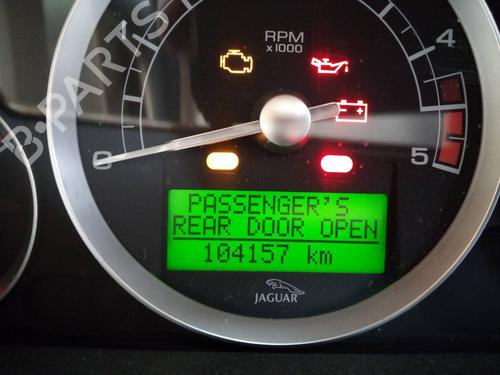 B-PARTS
RPM
x1000
4
0
5
PASSENGER'S
REAR DOOR OPEN
104157 km
JAGUAR